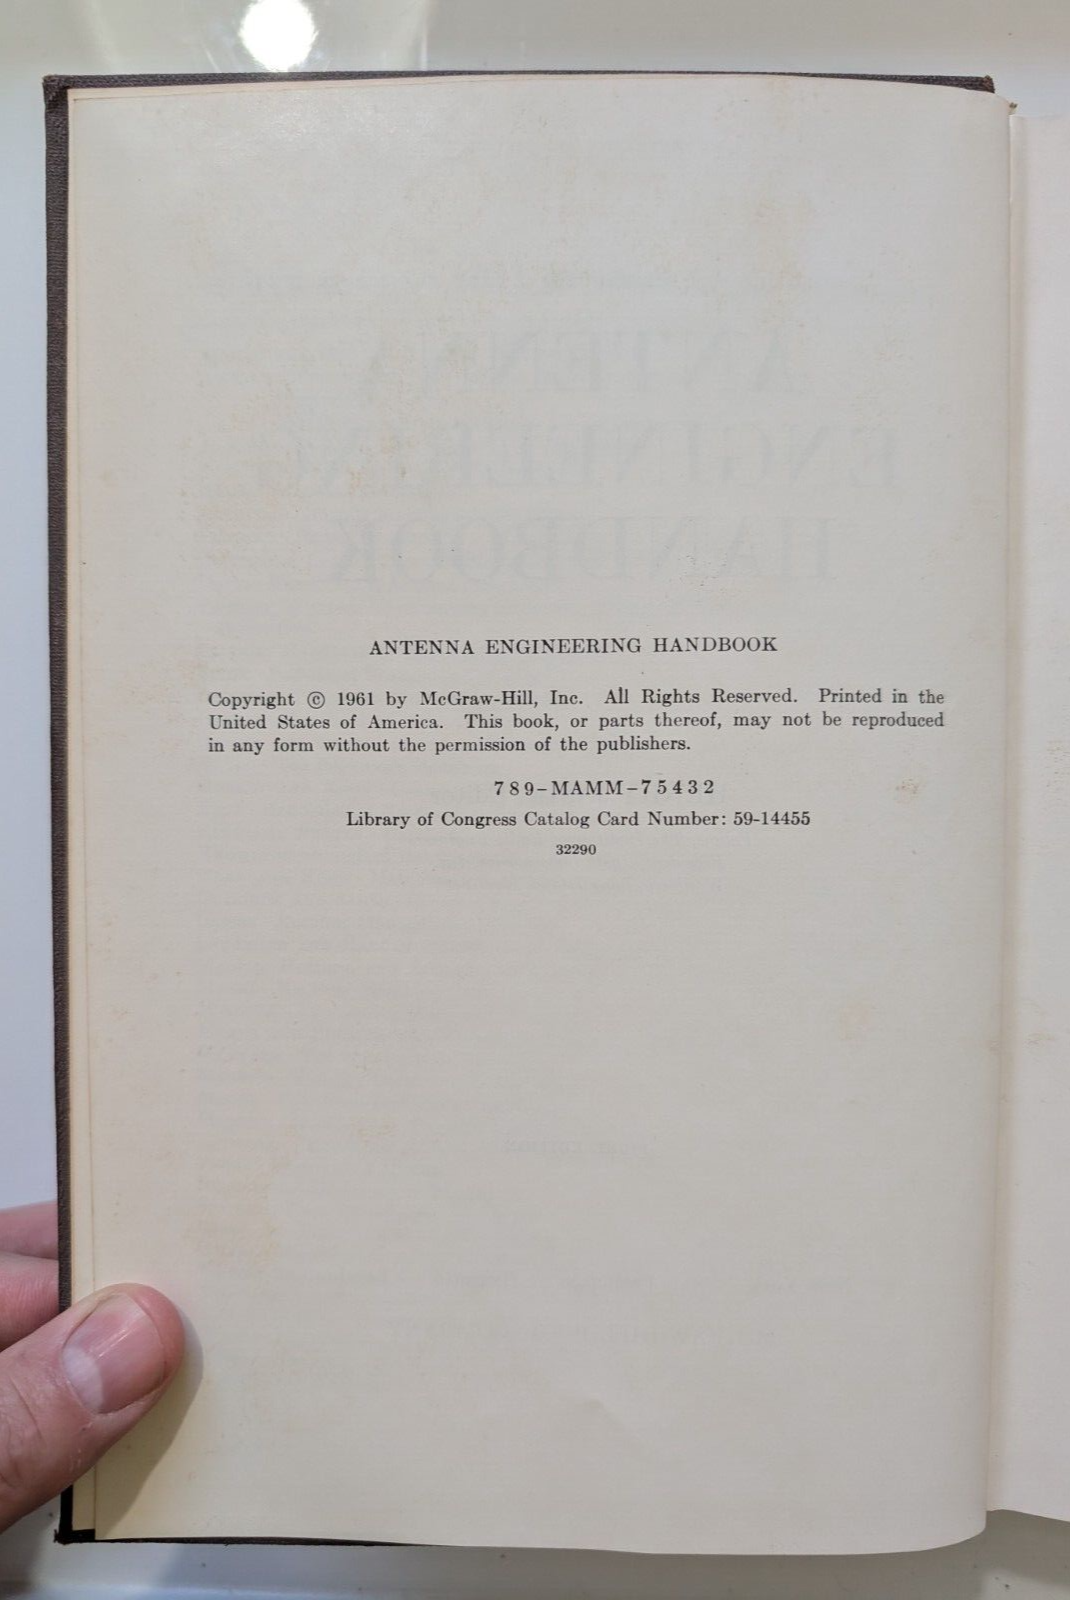 ANTENNA ENGINEERING HANDBOOK
Copyright © 1961 by McGraw-Hill, Inc. All Rights Reserved. Printed in the
United States of America. This book, or parts thereof, may not be reproduced
in any form without the permission of the publishers.
7 8 9 – MAMM – 7 5 4 3 2
Library of Congress Catalog Card Number: 59-14455
32290